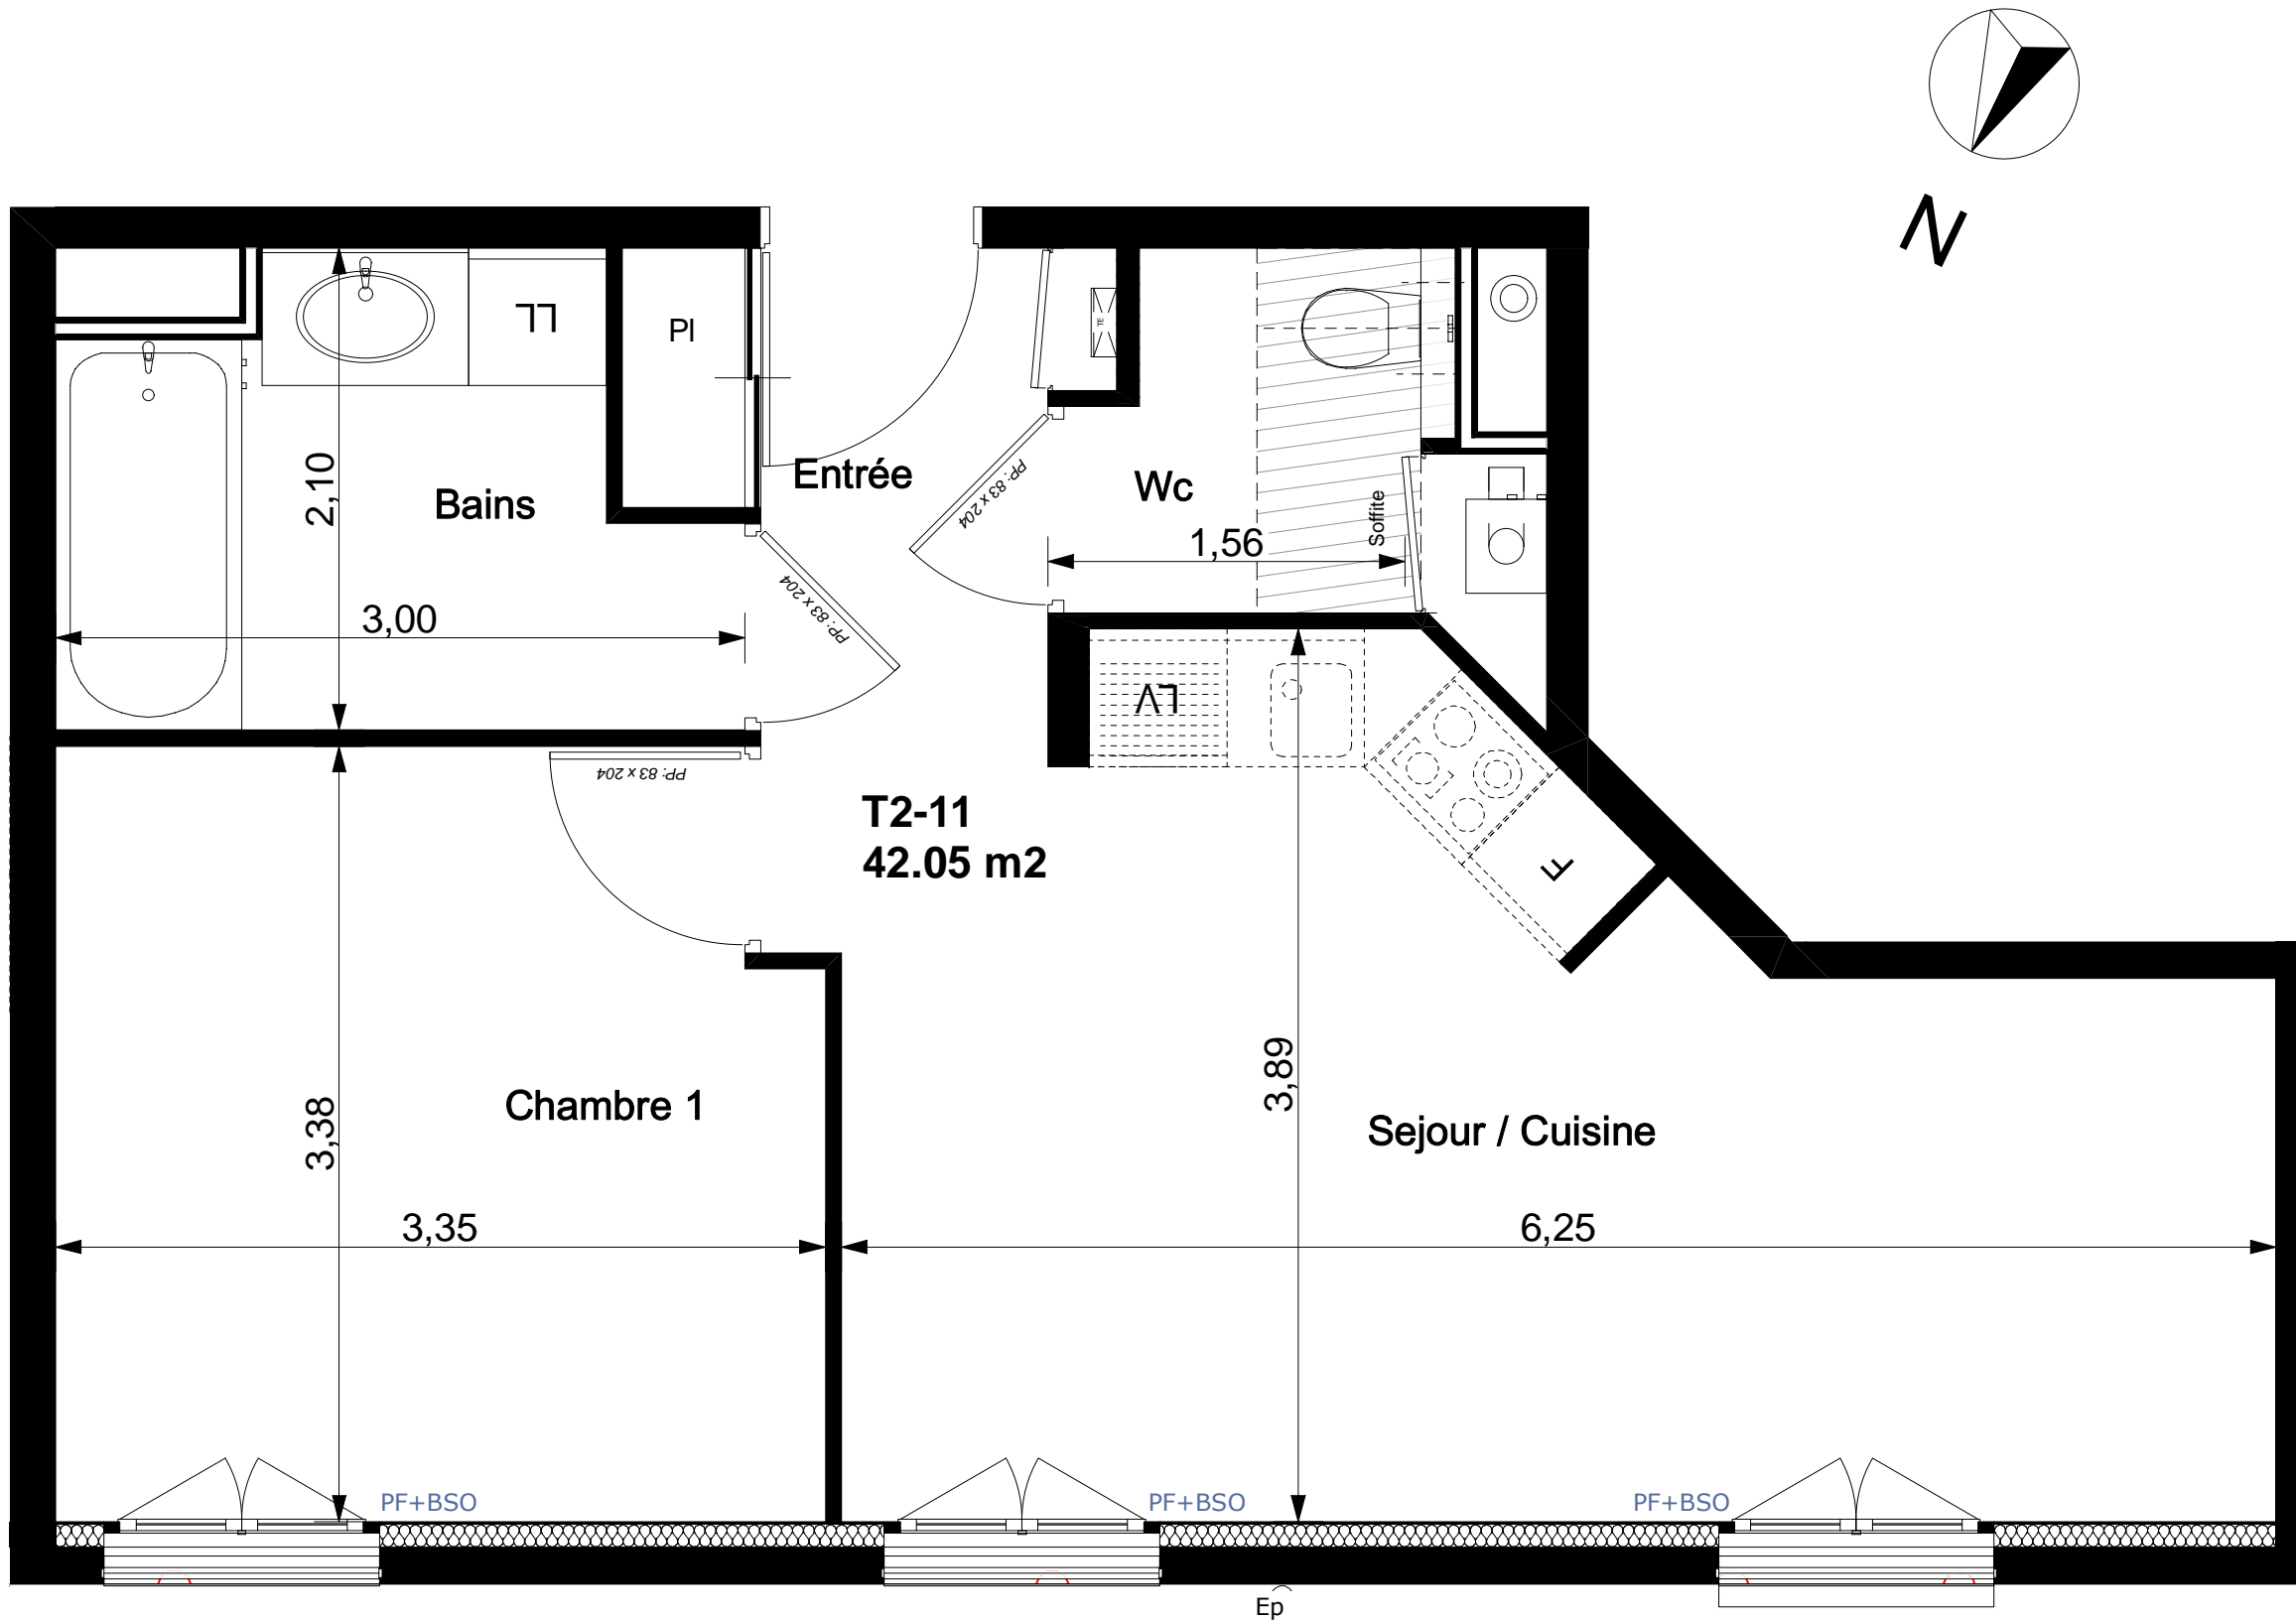 N
LL
Pl
TE
Entrée
Wc
Bains
2,10
PP: 83 x 204
Soffite
1,56
3,00
PP: 83 x 204
LV
PP: 83 x 204
T2-11
42.05 m2
F
3,89
Chambre 1
3,38
Sejour / Cuisine
3,35
6,25
PF+BSO
PF+BSO
PF+BSO
Ep